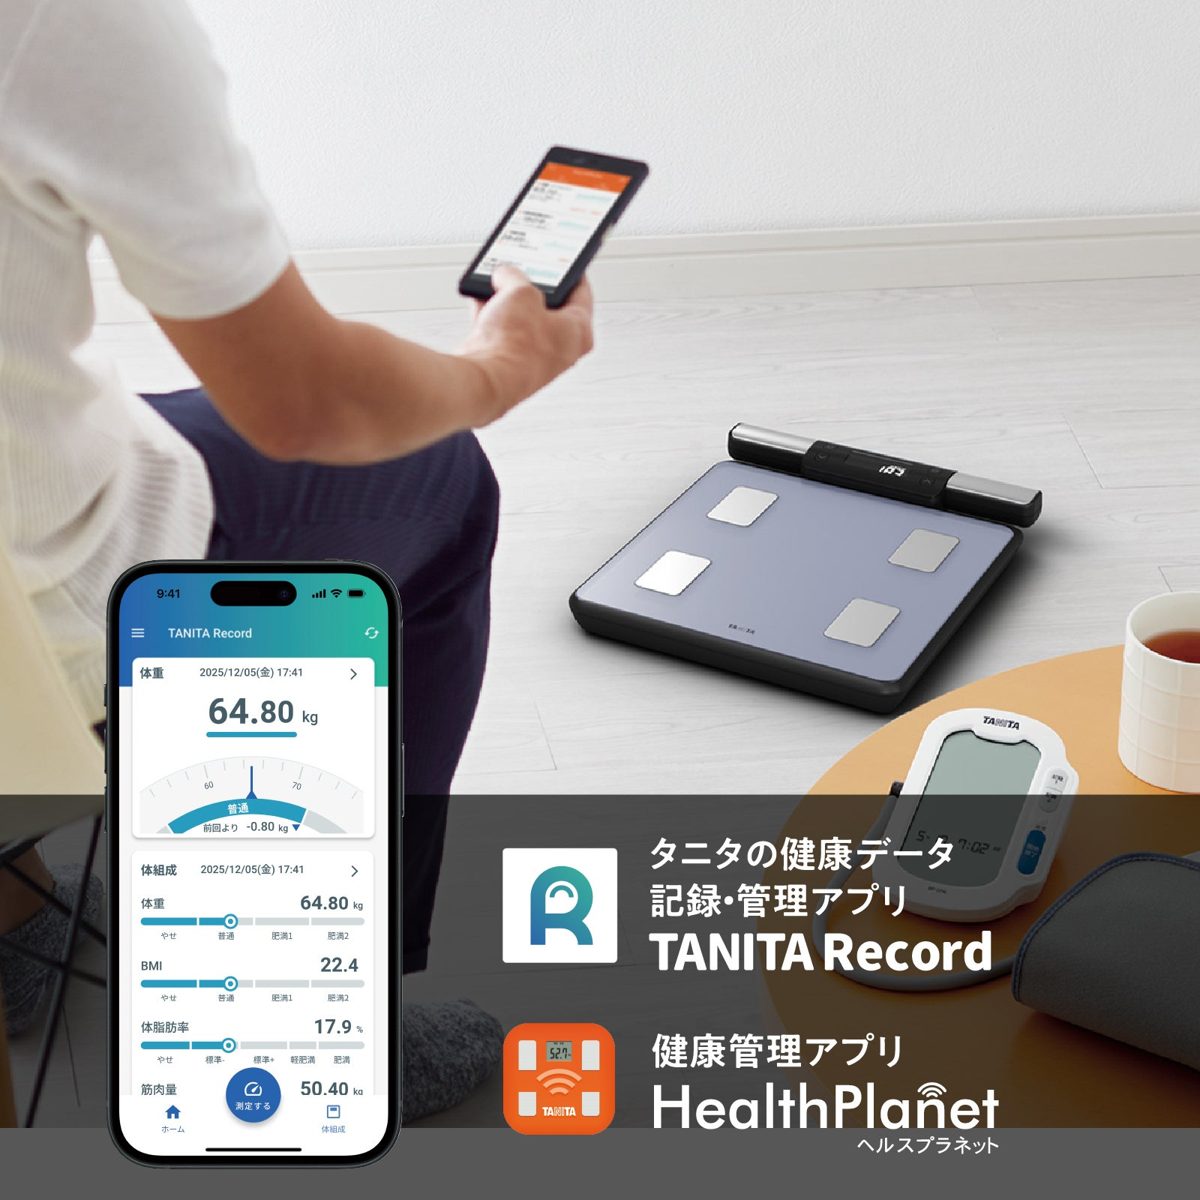 9:41
TANITA Record
体重
2025/12/05(金) 17:41
64.80 kg
60
70
普通
前回より -0.80 kg ▼
体組成
2025/12/05(金) 17:41
体重
64.80 kg
やせ 普通 肥満1 肥満2
BMI
22.4
やせ 普通 肥満1 肥満2
体脂肪率
17.9 %
やせ 標準- 標準+ 軽肥満 肥満
筋肉量
50.40 kg
測定する
ホーム
体組成
TANITA
TANITA
7:02
タニタの健康データ
記録・管理アプリ
TANITA Record
52.7
TANITA
健康管理アプリ
HealthPlanet
ヘルスプラネット